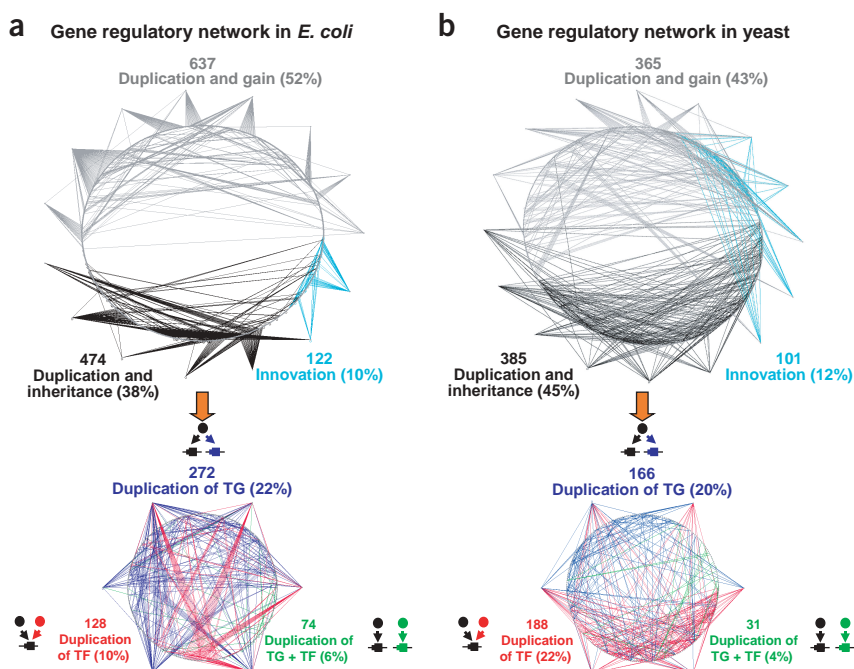 a Gene regulatory network in E. coli
637
Duplication and gain (52%)
474
Duplication and
inheritance (38%)
122
Innovation (10%)
272
Duplication of TG (22%)
128
Duplication
of TF (10%)
74
Duplication of
TG + TF (6%)
b Gene regulatory network in yeast
365
Duplication and gain (43%)
385
Duplication and
inheritance (45%)
101
Innovation (12%)
166
Duplication of TG (20%)
188
Duplication
of TF (22%)
31
Duplication of
TG + TF (4%)